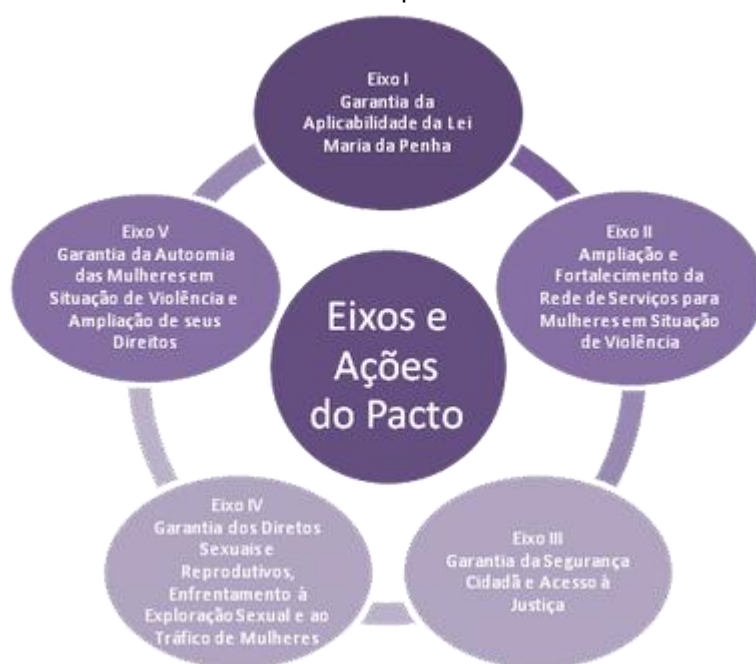 Eixo I
Garantia da
Aplicabilidade da Lei
Maria da Penha
Eixo II
Ampliação e
Fortalecimento da
Rede de Serviços para
Mulheres em Situação
de Violência
Eixo III
Garantia da Segurança
Cidadã e Acesso à
Justiça
Eixo IV
Garantia dos Diretos
Sexuais e
Reprodutivos,
Enfrentamento à
Exploração Sexual e ao
Tráfico de Mulheres
Eixo V
Garantia da Autoomia
das Mulheres em
Situação de Violência e
Ampliação de seus
Direitos
Eixos e
Ações
do Pacto